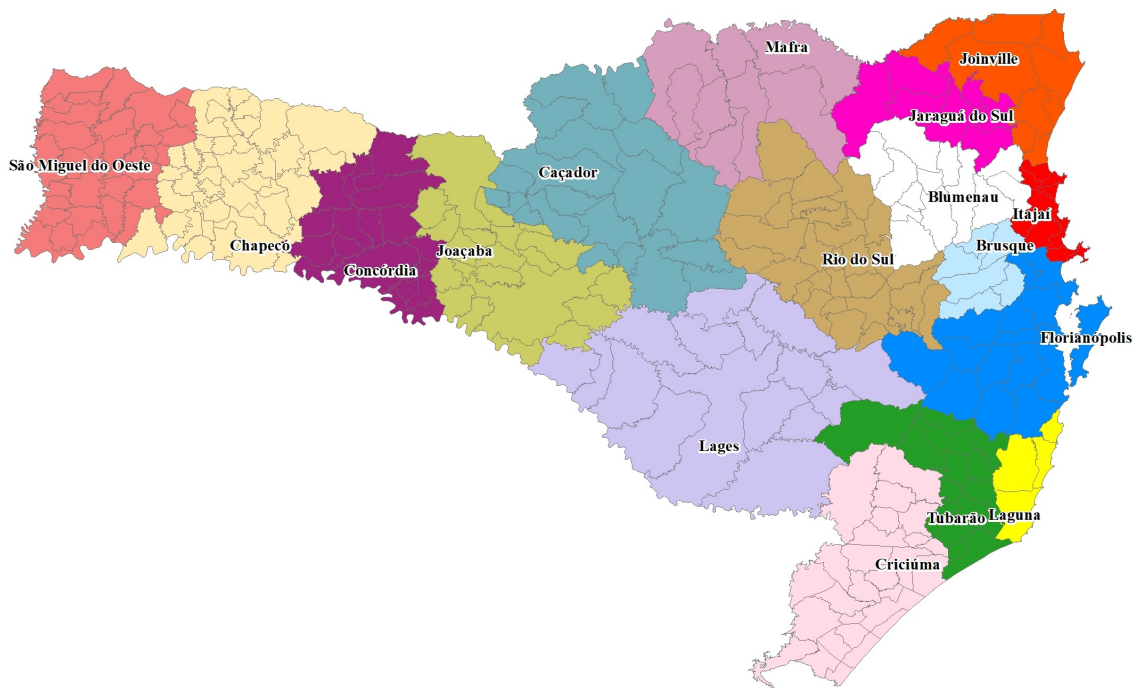 Mafra
Joinville
Jaraguá do Sul
São Miguel do Oeste
Caçador
Blumenau
Itajaí
Chapecó
Joaçaba
Brusque
Rio do Sul
Concórdia
Florianópolis
Lages
Tubarão
Laguna
Criciúma